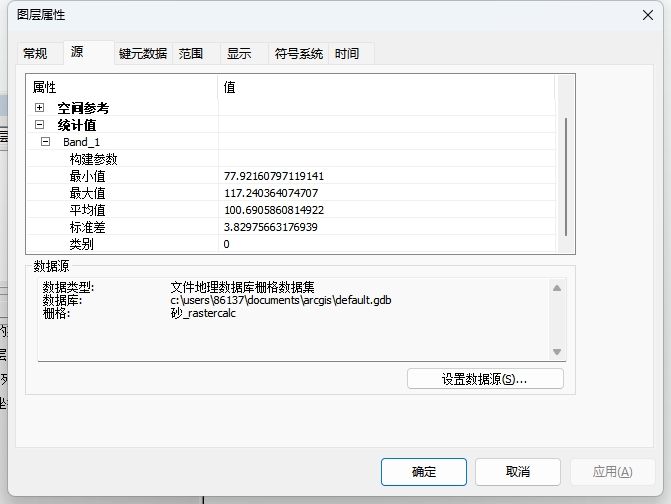 图层属性
常规 源 键元数据 范围 显示 符号系统 时间
属性 值
空间参考
统计值
Band_1
构建参数
最小值 77.92160797119141
最大值 117.240364074707
平均值 100.6905860814922
标准差 3.82975663176939
类别 0
数据源
数据类型: 文件地理数据库栅格数据集
数据库: c:\users\86137\documents\arcgis\default.gdb
栅格: 砂_rastercalc
设置数据源(S)...
确定 取消 应用(A)